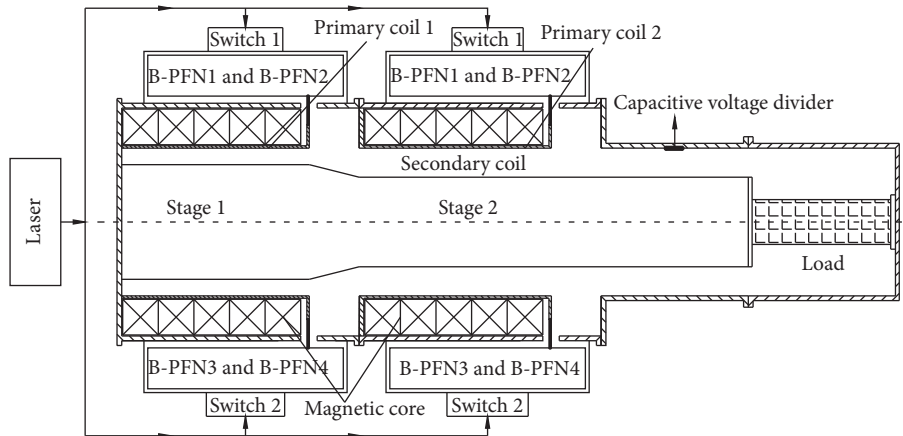 Switch 1
Primary coil 1
Switch 1
Primary coil 2
B-PFN1 and B-PFN2
B-PFN1 and B-PFN2
Capacitive voltage divider
Secondary coil
Laser
Stage 1
Stage 2
Load
B-PFN3 and B-PFN4
B-PFN3 and B-PFN4
Switch 2
Magnetic core
Switch 2